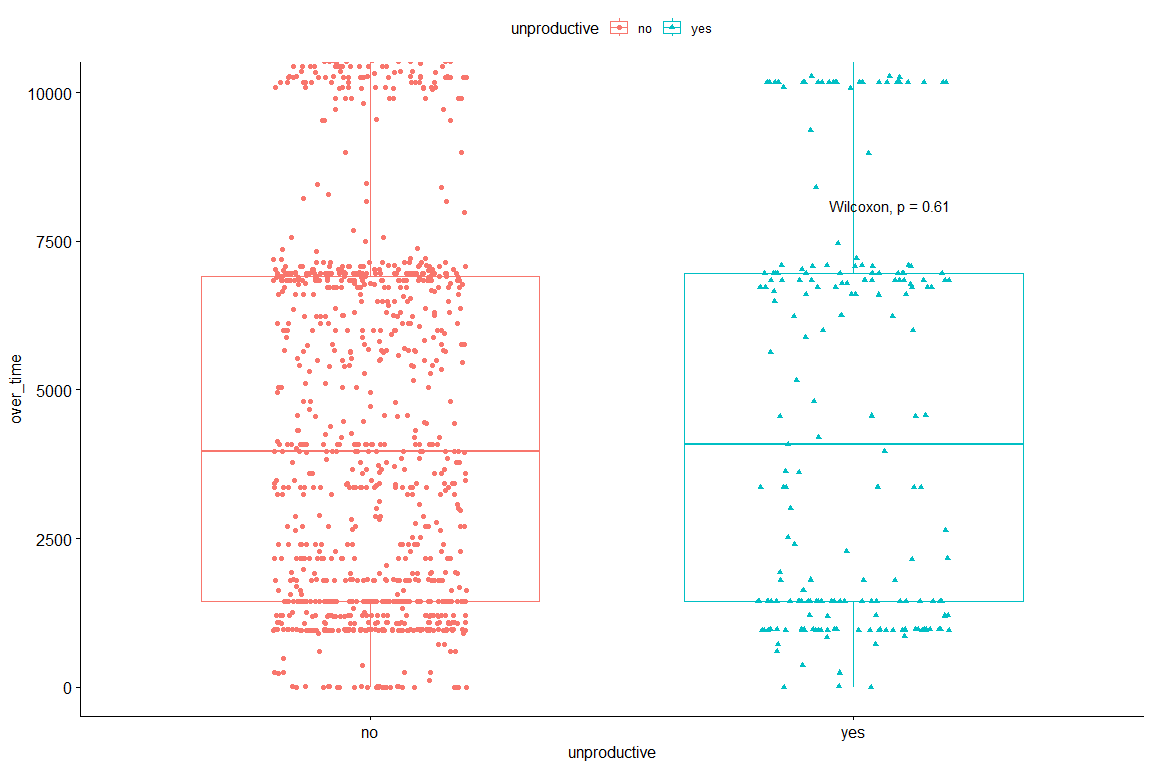 unproductive no yes
10000
7500
5000
2500
0
over_time
Wilcoxon, p = 0.61
no yes
unproductive